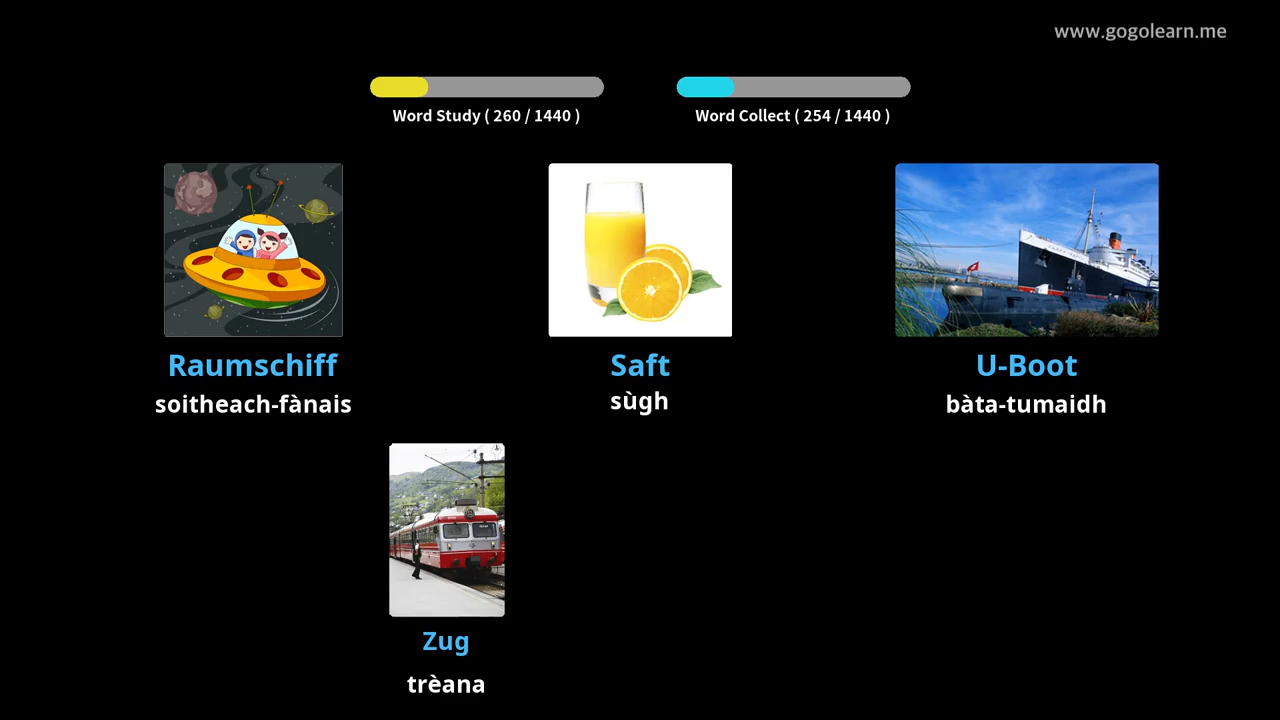 www.gogolearn.me
Word Study ( 260 / 1440 )
Word Collect ( 254 / 1440 )
Raumschiff
soitheach-fànais
Saft
sùgh
U-Boot
bàta-tumaidh
Zug
trèana